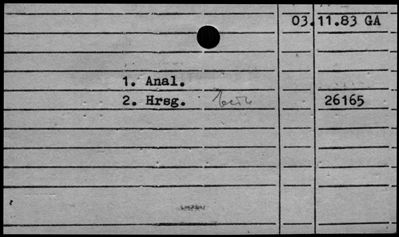 03.11.83 GA
1. Anal.
2. Hrsg. 26165